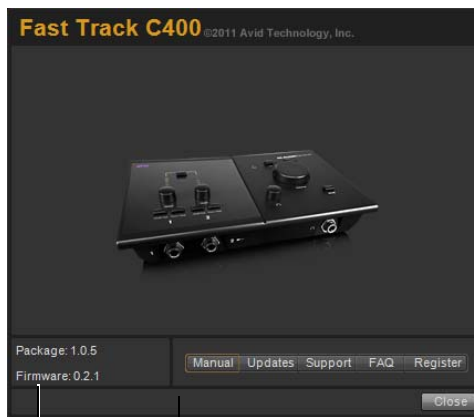 Fast Track C400 ©2011 Avid Technology, Inc.
Package: 1.0.5
Firmware: 0.2.1
Manual Updates Support FAQ Register
Close